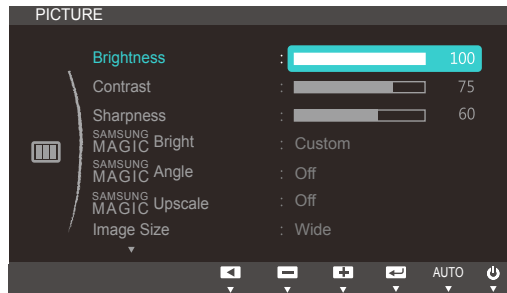 PICTURE
Brightness : 100
Contrast : 75
Sharpness : 60
SAMSUNG MAGIC Bright : Custom
SAMSUNG MAGIC Angle : Off
SAMSUNG MAGIC Upscale : Off
Image Size : Wide
AUTO